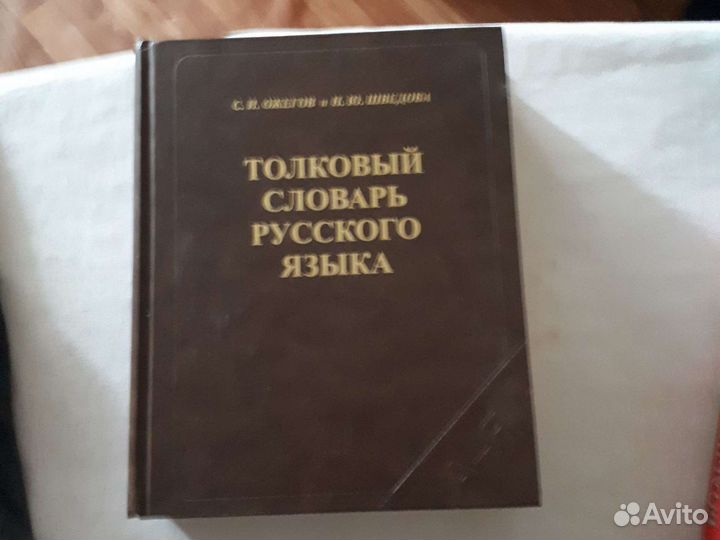 С. И. ОЖЕГОВ и Н. Ю. ШВЕДОВА
ТОЛКОВЫЙ
СЛОВАРЬ
РУССКОГО
ЯЗЫКА
Avito